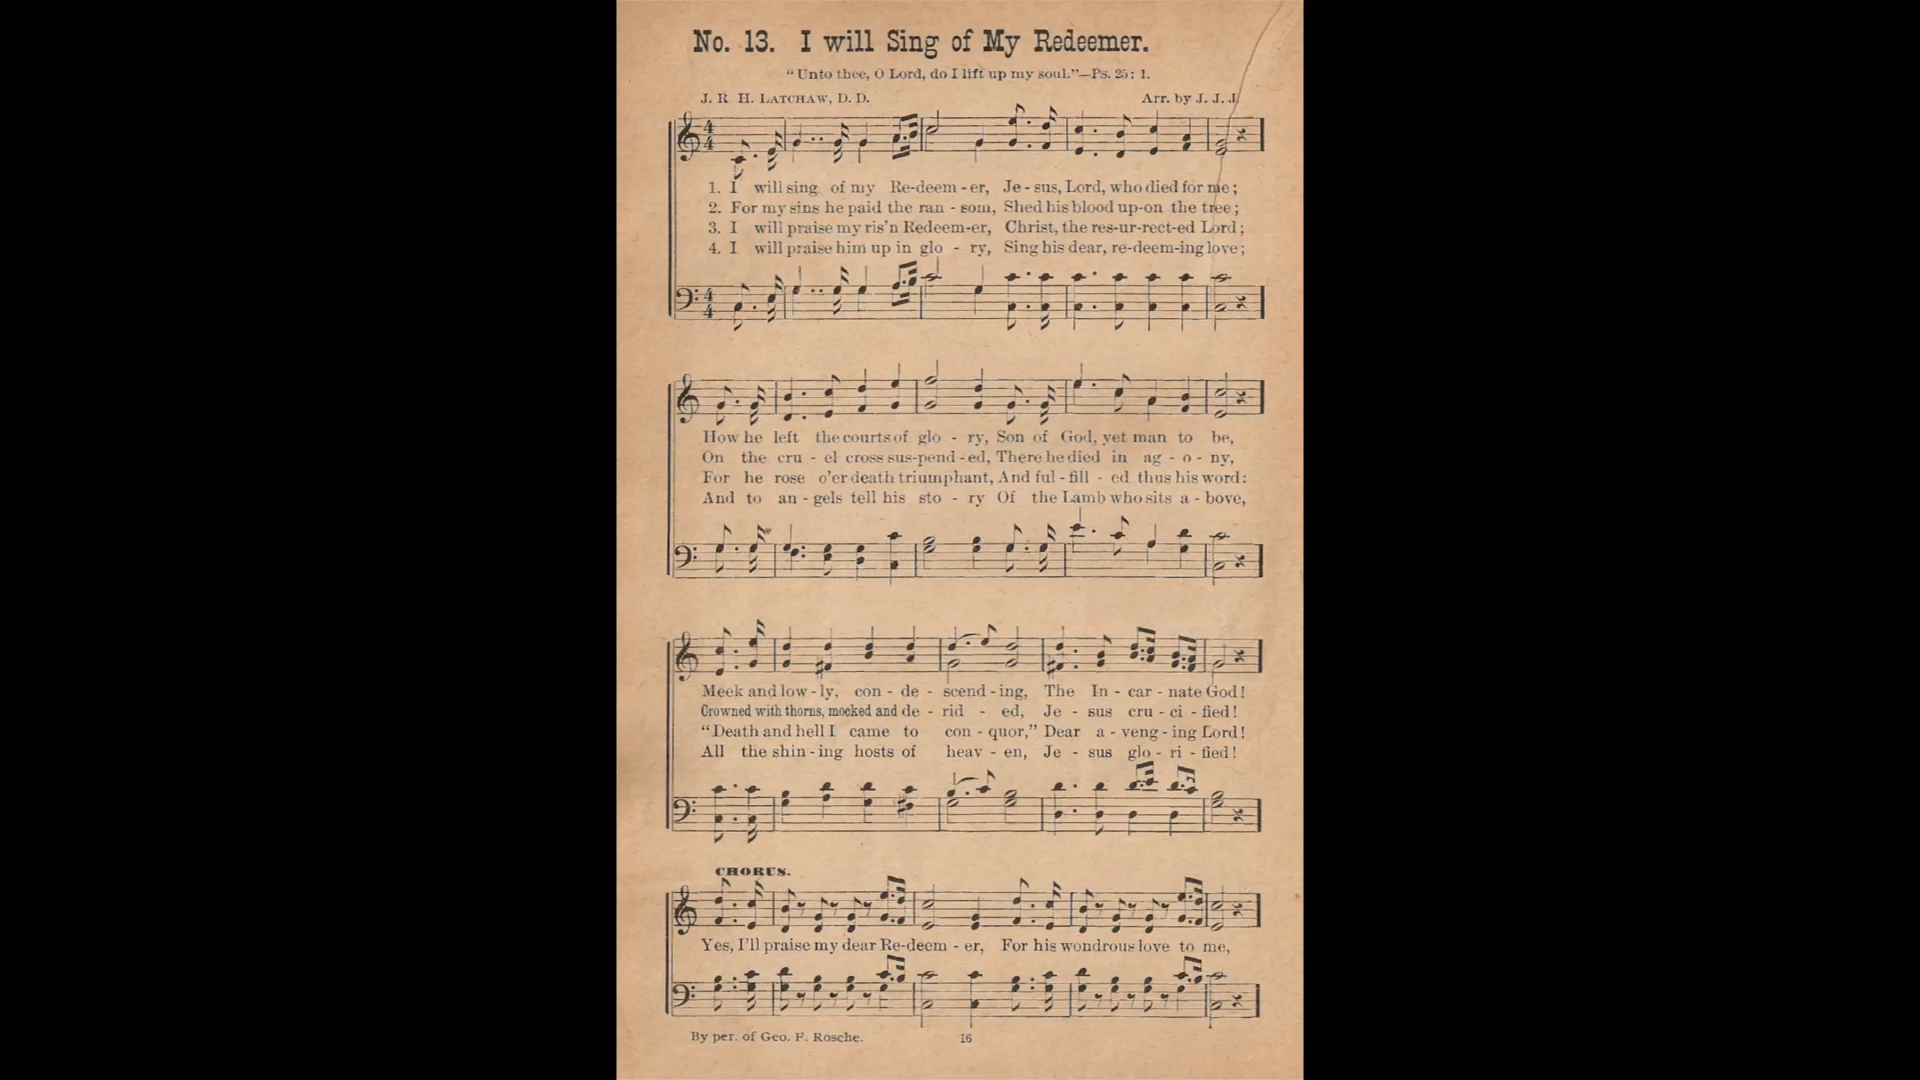 No. 13. I will Sing of My Redeemer.
"Unto thee, O Lord, do I lift up my soul."—Ps. 25: 1.
J. R. H. LATCHAW, D. D. Arr. by J. J. J.
1. I will sing of my Re-deem-er, Je-sus, Lord, who died for me;
2. For my sins he paid the ran-som, Shed his blood up-on the tree;
3. I will praise my ris'n Redeem-er, Christ, the res-ur-rect-ed Lord;
4. I will praise him up in glo-ry, Sing his dear, re-deem-ing love;
How he left the courts of glo-ry, Son of God, yet man to be,
On the cru-el cross sus-pend-ed, There he died in ag-o-ny,
For he rose o'er death triumphant, And ful-fill-ed thus his word:
And to an-gels tell his sto-ry Of the Lamb who sits a-bove,
Meek and low-ly, con-de-scend-ing, The In-car-nate God!
Crowned with thorns, mocked and de-rid-ed, Je-sus cru-ci-fied!
"Death and hell I came to con-quor," Dear a-veng-ing Lord!
All the shin-ing hosts of heav-en, Je-sus glo-ri-fied!
CHORUS.
Yes, I'll praise my dear Re-deem-er, For his wondrous love to me,
By per. of Geo. F. Rosche. 16